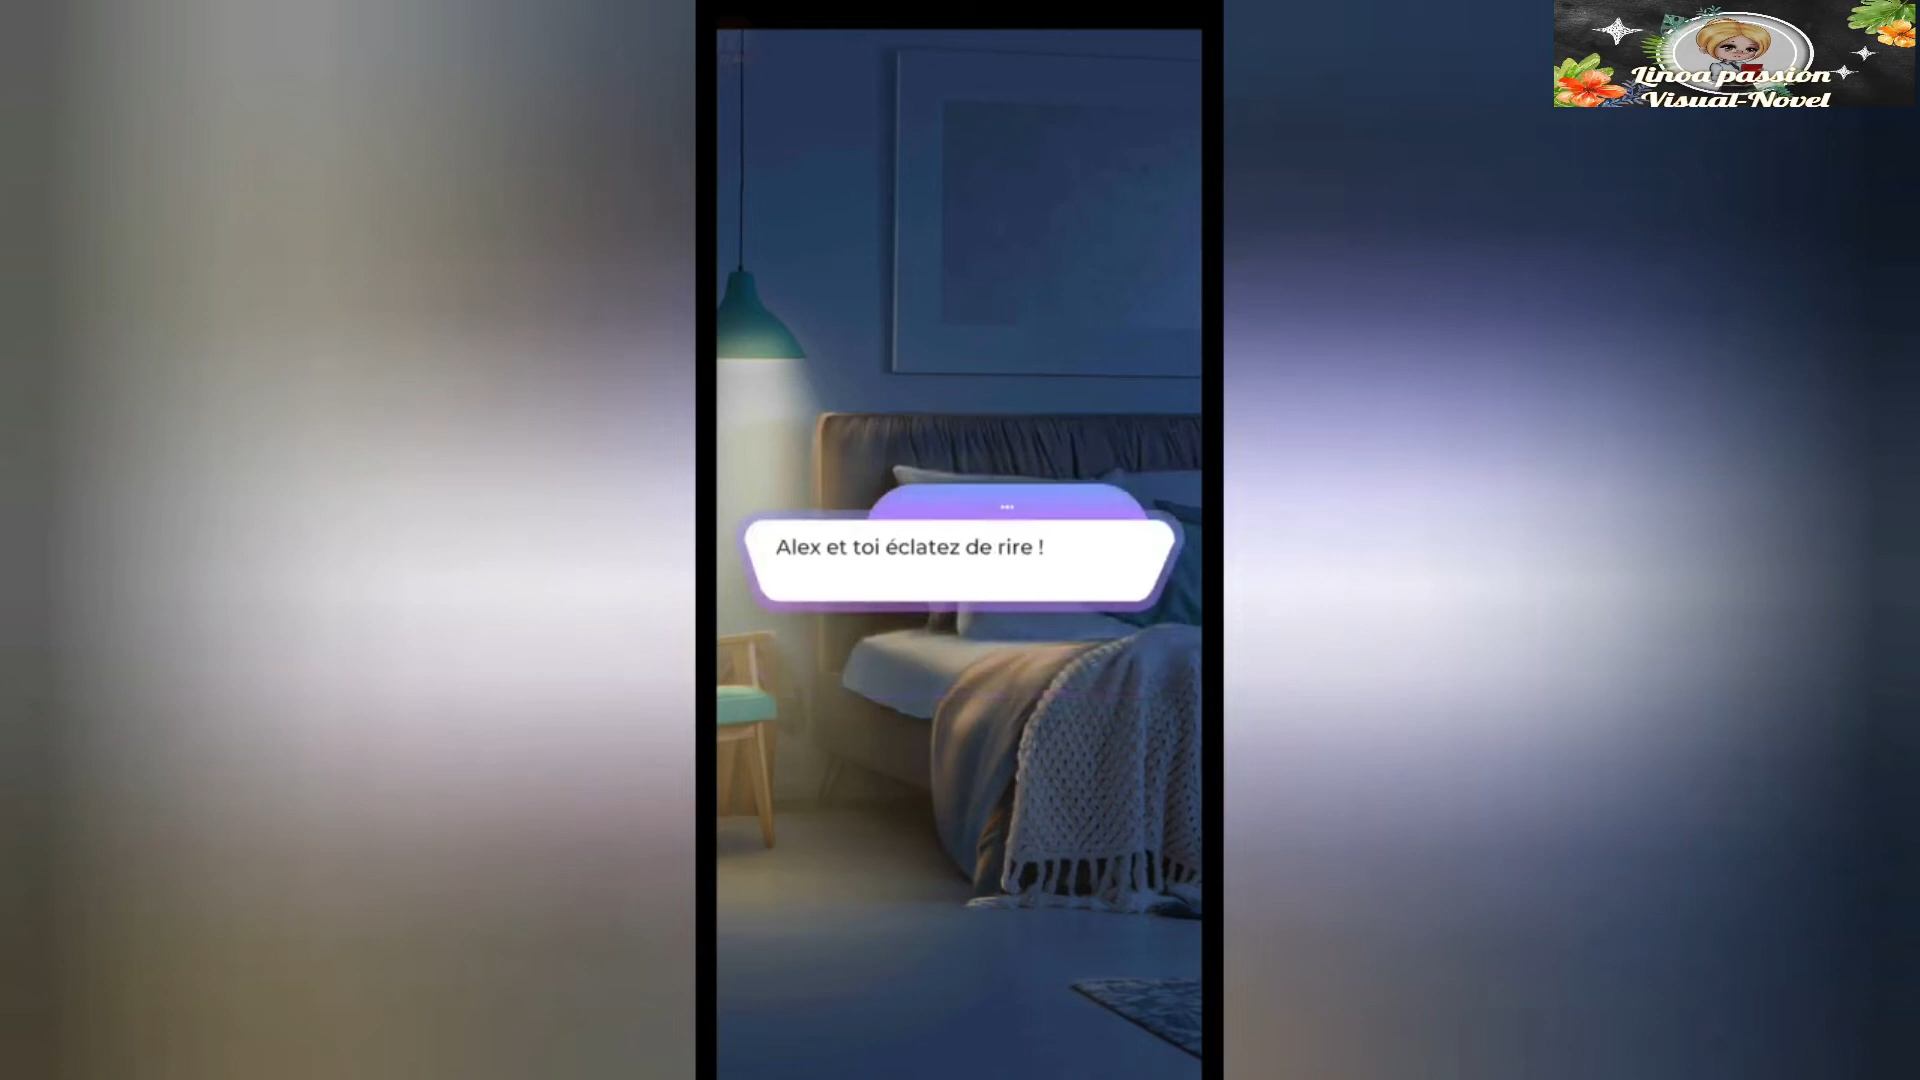 Linoa passion
Visual-Novel
...
Alex et toi éclatez de rire !